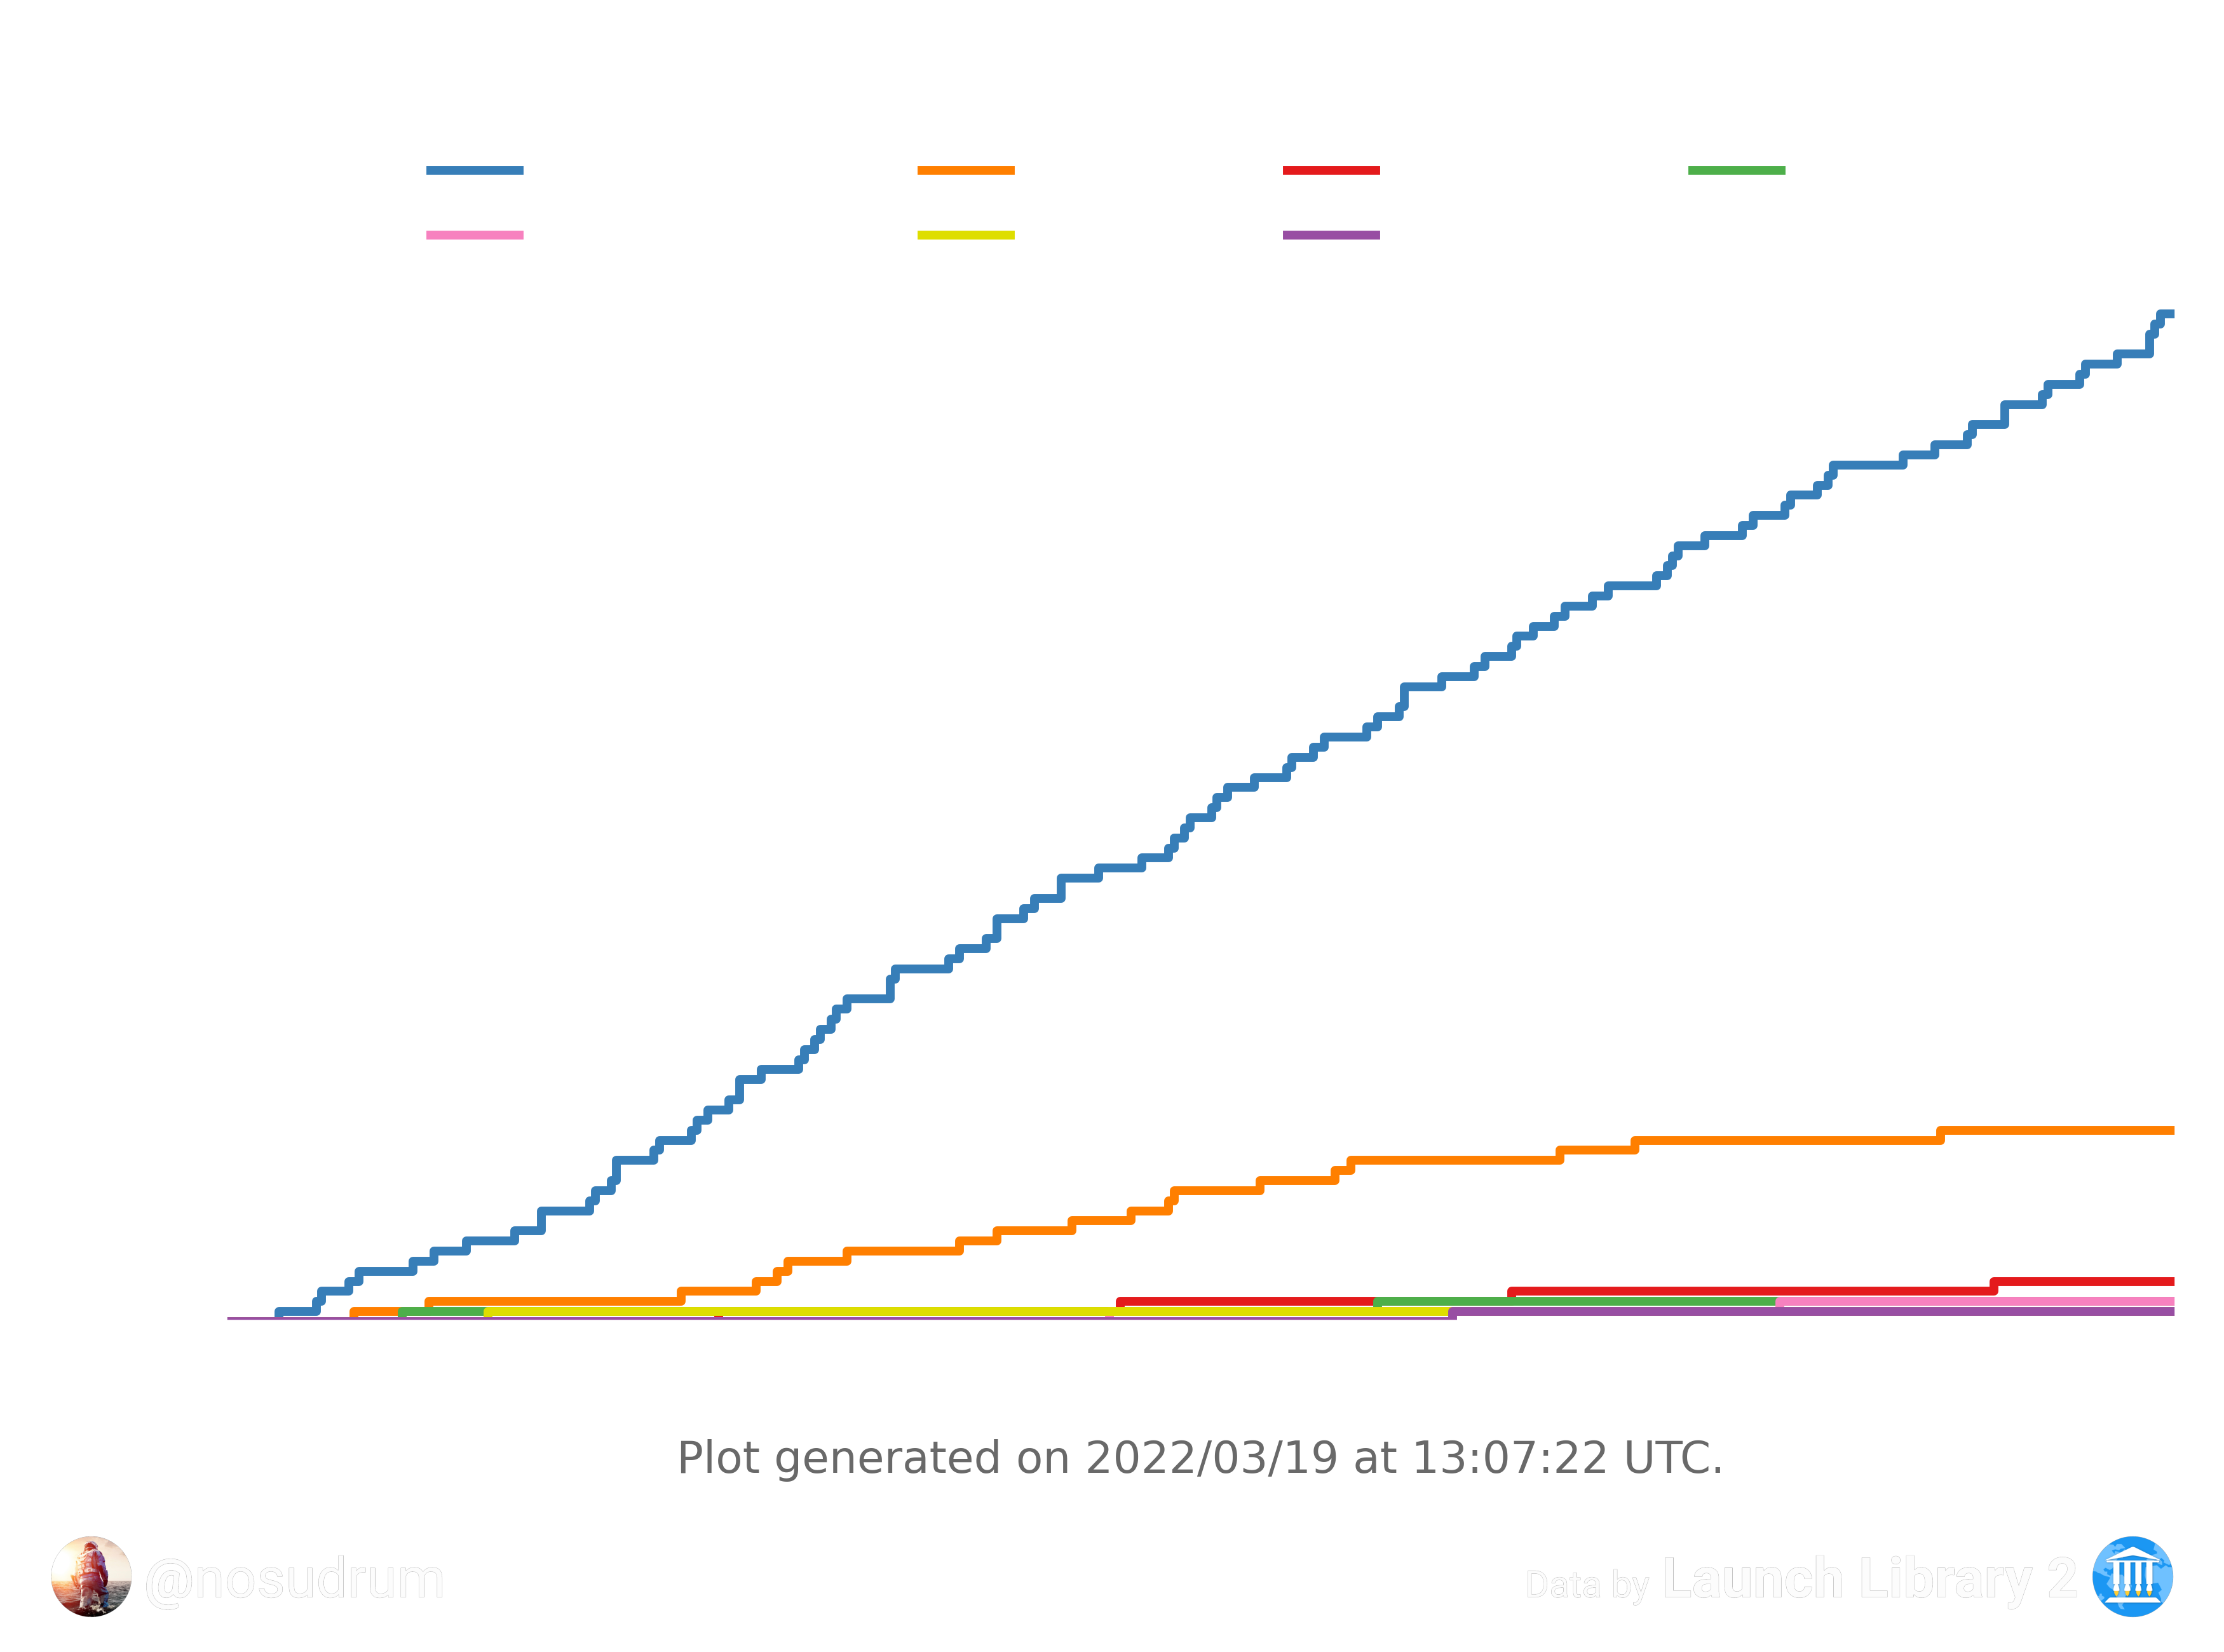 Plot generated on 2022/03/19 at 13:07:22 UTC.
@nosudrum
Data by Launch Library 2